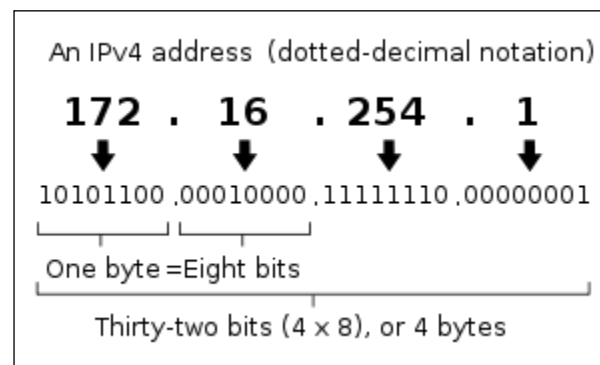 An IPv4 address (dotted-decimal notation)
172 . 16 . 254 . 1
10101100 .00010000 .11111110 .00000001
One byte =Eight bits
Thirty-two bits (4 x 8), or 4 bytes